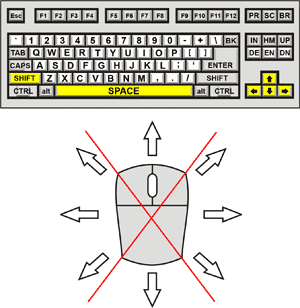 Esc F1 F2 F3 F4 F5 F6 F7 F8 F9 F10 F11 F12 PR SC BR
` 1 2 3 4 5 6 7 8 9 0 - + \ BK IN HM UP
TAB Q W E R T Y U I O P [ ] DE EN DN
CAPS A S D F G H J K L ; ' ENTER
SHIFT Z X C V B N M , . / SHIFT
CTRL alt SPACE alt CTRL